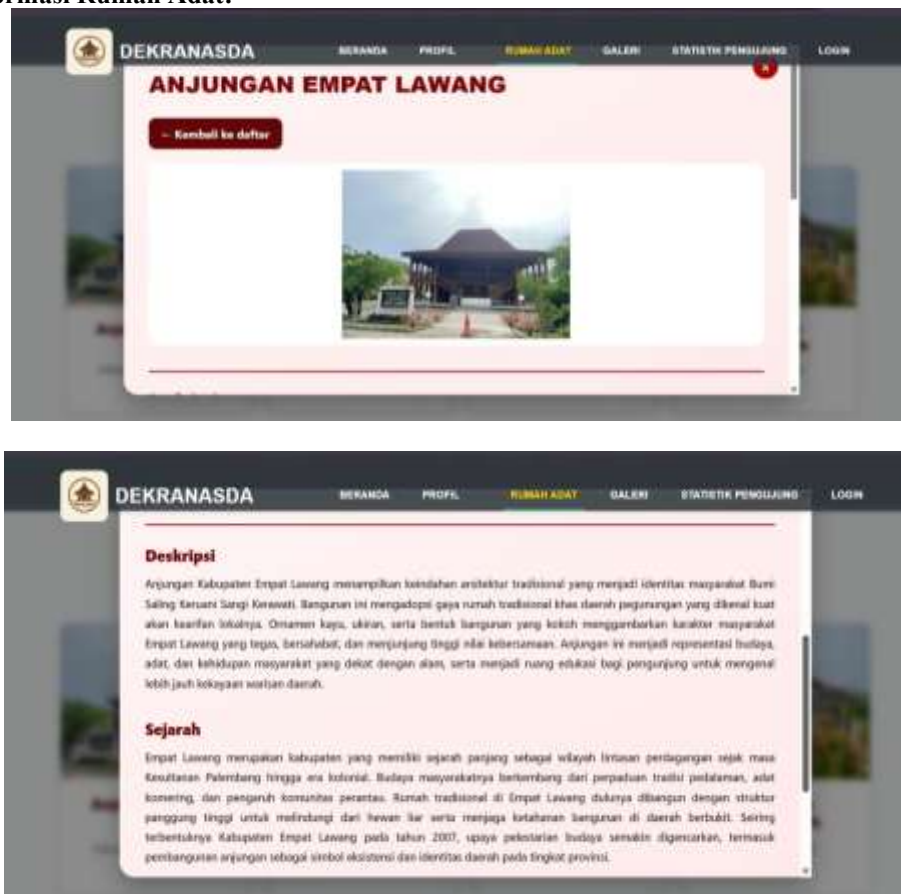 Rumah Adat.
DEKRANASDA
BERANDA PROFIL RUMAH ADAT GALERI STATISTIK PENGUJUNG LOGIN
ANJUNGAN EMPAT LAWANG
← Kembali ke daftar
DEKRANASDA
BERANDA PROFIL RUMAH ADAT GALERI STATISTIK PENGUJUNG LOGIN
Deskripsi
Anjungan Kabupaten Empat Lawang menampilkan keindahan arsitektur tradisional yang menjadi identitas masyarakat Bumi
Saling Keruani Sangi Kerawati. Bangunan ini mengadopsi gaya rumah tradisional khas daerah pegunungan yang dikenal kuat
akan kearifan lokalnya. Ornamen kayu, ukiran, serta bentuk bangunan yang kokoh menggambarkan karakter masyarakat
Empat Lawang yang tegas, bersahabat, dan menjunjung tinggi nilai kebersamaan. Anjungan ini menjadi representasi budaya,
adat, dan kehidupan masyarakat yang dekat dengan alam, serta menjadi ruang edukasi bagi pengunjung untuk mengenal
lebih jauh kekayaan warisan daerah.
Sejarah
Empat Lawang merupakan kabupaten yang memiliki sejarah panjang sebagai wilayah lintasan perdagangan sejak masa
Kesultanan Palembang hingga era kolonial. Budaya masyarakatnya berkembang dari perpaduan tradisi pedalaman, adat
komering, dan pengaruh komunitas perantau. Rumah tradisional di Empat Lawang dulunya dibangun dengan struktur
panggung tinggi untuk melindungi dari hewan liar serta menjaga ketahanan bangunan di daerah berbukit. Seiring
terbentuknya Kabupaten Empat Lawang pada tahun 2007, upaya pelestarian budaya semakin digencarkan, termasuk
pembangunan anjungan sebagai simbol eksistensi dan identitas daerah pada tingkat provinsi.